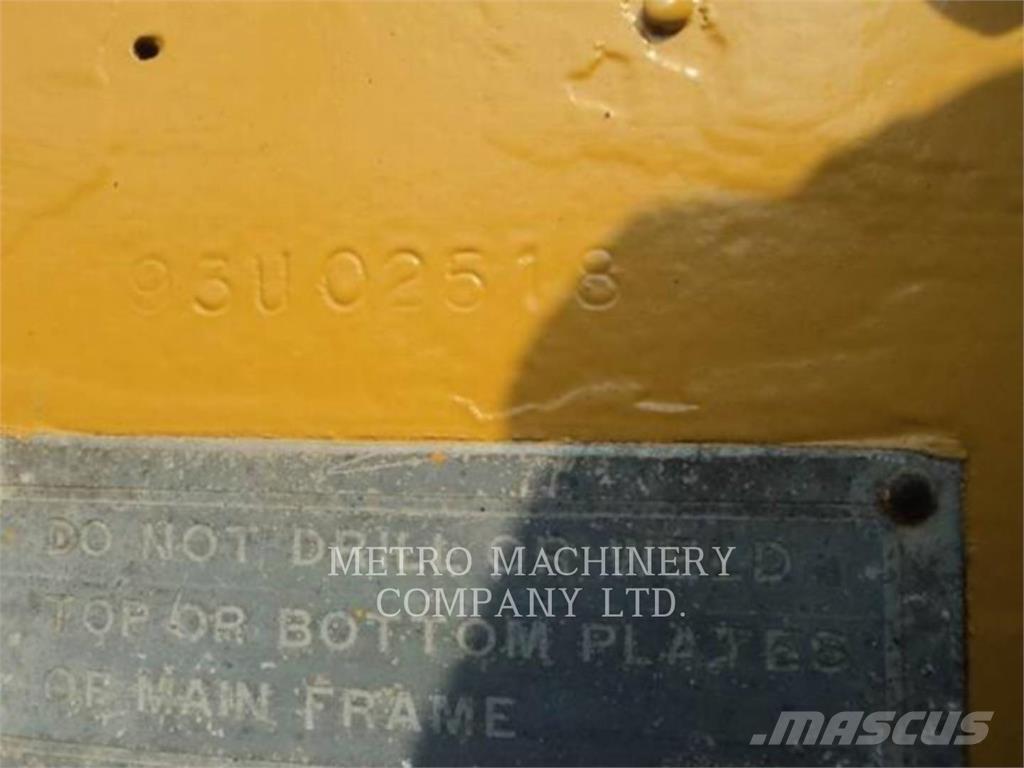 93U02518
DO NOT DRILL OR WELD
TOP OR BOTTOM PLATES
OF MAIN FRAME
METRO MACHINERY
COMPANY LTD.
MASCUS